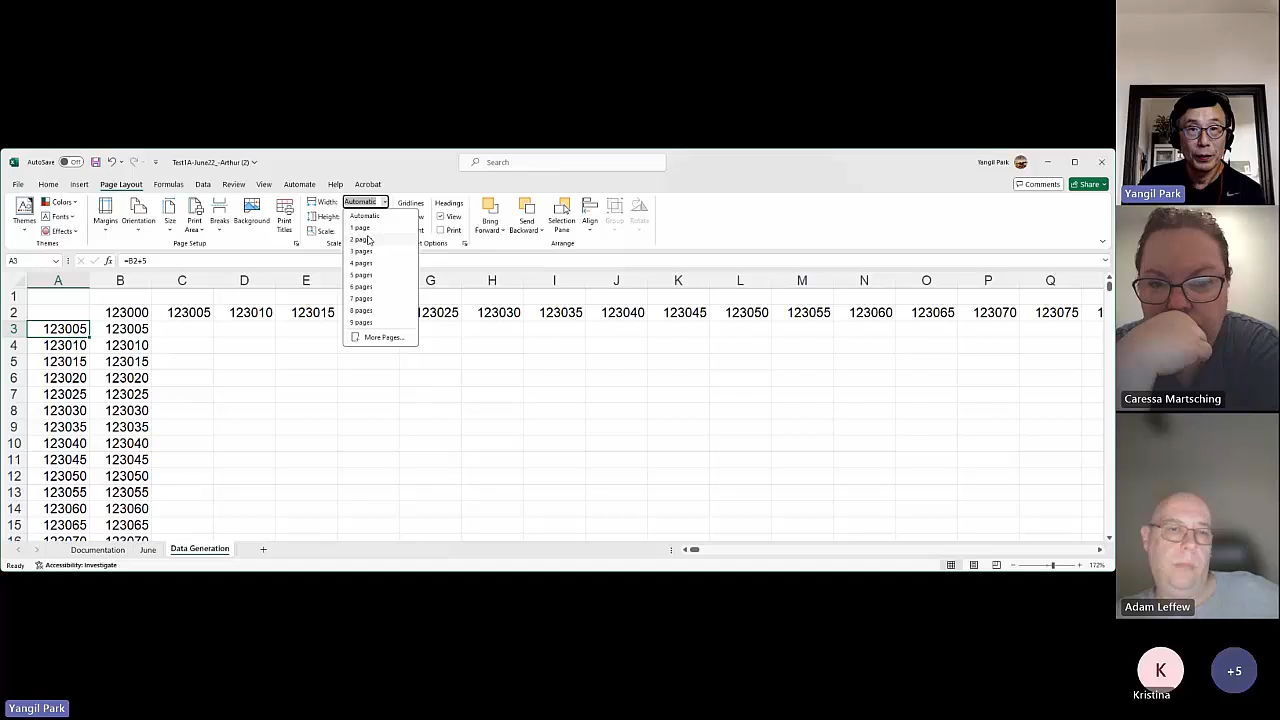 AutoSave Off Test1A-June22_-Arthur (2) Search Yangil Park
File Home Insert Page Layout Formulas Data Review View Automate Help Acrobat Comments Share
Themes Colors Fonts Effects Margins Orientation Size Print Area Breaks Background Print Titles
Width: Automatic Height: Scale: Gridlines Headings View Print
Bring Forward Send Backward Selection Pane Align Group Rotate
Themes Page Setup Arrange
Automatic
1 page
2 pag
3 pages
4 pages
5 pages
6 pages
7 pages
8 pages
9 pages
More Pages...
A3 fx =B2+5
A B C D E G H I J K L M N O P Q
1
2 123000 123005 123010 123015 123025 123030 123035 123040 123045 123050 123055 123060 123065 123070 123075 1
3 123005 123005
4 123010 123010
5 123015 123015
6 123020 123020
7 123025 123025
8 123030 123030
9 123035 123035
10 123040 123040
11 123045 123045
12 123050 123050
13 123055 123055
14 123060 123060
15 123065 123065
Documentation June Data Generation
Ready Accessibility: Investigate 172%
Yangil Park
Caressa Martsching
Adam Leffew
K
Kristina
+5
Yangil Park